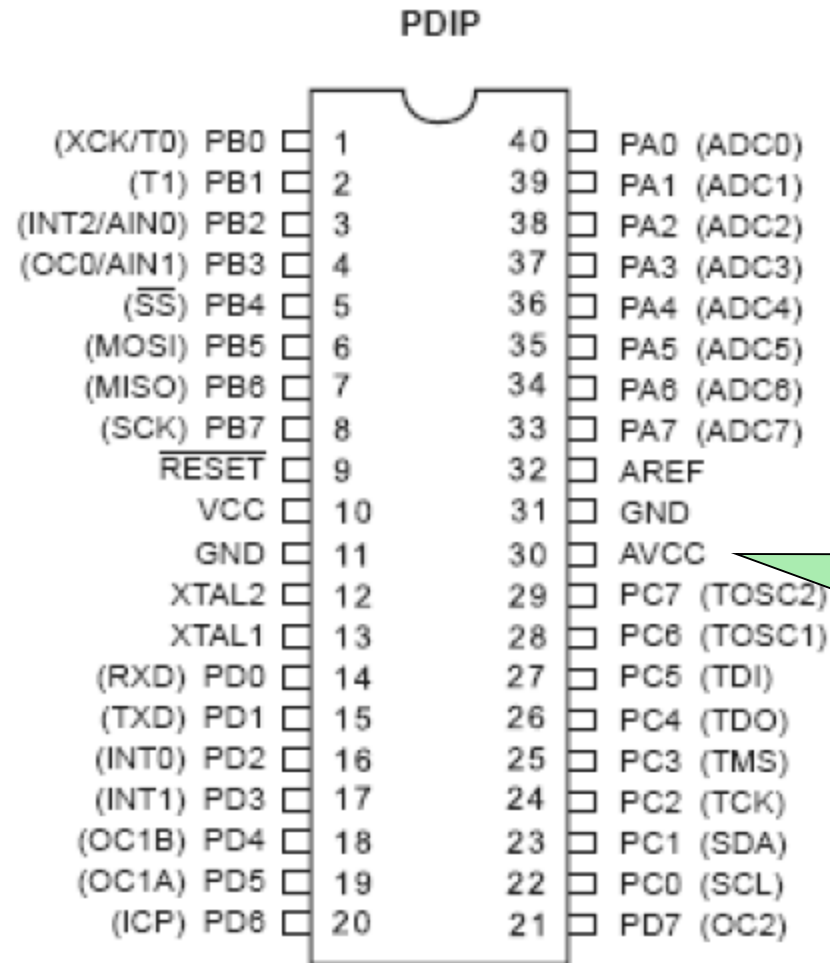 PDIP
(XCK/T0) PB0 1 40 PA0 (ADC0)
(T1) PB1 2 39 PA1 (ADC1)
(INT2/AIN0) PB2 3 38 PA2 (ADC2)
(OC0/AIN1) PB3 4 37 PA3 (ADC3)
(S̅S̅) PB4 5 36 PA4 (ADC4)
(MOSI) PB5 6 35 PA5 (ADC5)
(MISO) PB6 7 34 PA6 (ADC6)
(SCK) PB7 8 33 PA7 (ADC7)
R̅E̅S̅E̅T̅ 9 32 AREF
VCC 10 31 GND
GND 11 30 AVCC
XTAL2 12 29 PC7 (TOSC2)
XTAL1 13 28 PC6 (TOSC1)
(RXD) PD0 14 27 PC5 (TDI)
(TXD) PD1 15 26 PC4 (TDO)
(INT0) PD2 16 25 PC3 (TMS)
(INT1) PD3 17 24 PC2 (TCK)
(OC1B) PD4 18 23 PC1 (SDA)
(OC1A) PD5 19 22 PC0 (SCL)
(ICP) PD6 20 21 PD7 (OC2)